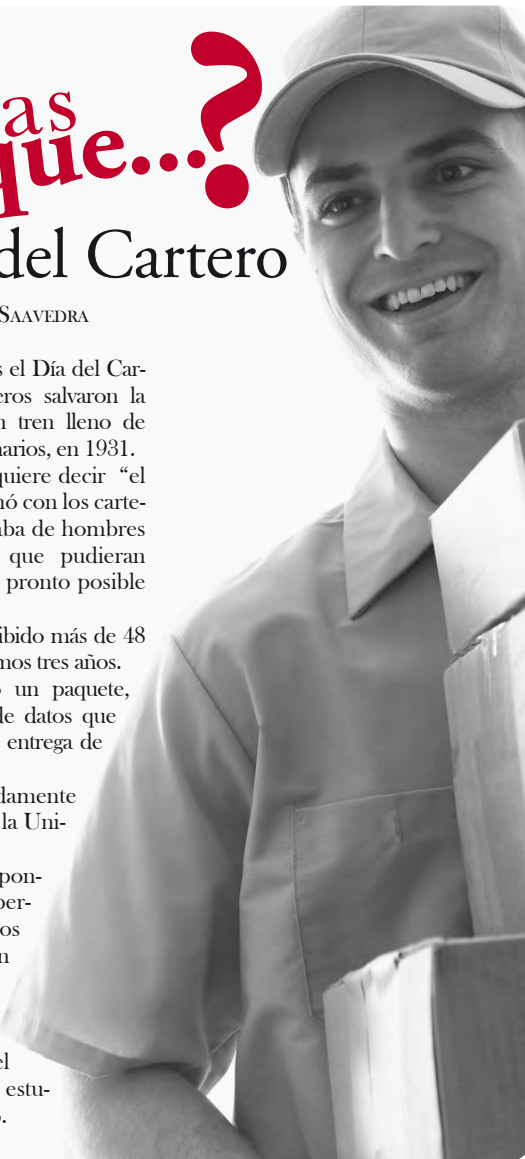 as
que...?
del Cartero
SAAVEDRA
s el Día del Car-
eros salvaron la
n tren lleno de
narios, en 1931.
quiere decir “el
nó con los carte-
aba de hombres
que pudieran
pronto posible
ibido más de 48
mos tres años.
o un paquete,
de datos que
entrega de
damente
la Uni-
pon-
per-
os
n
el
estu-
o.